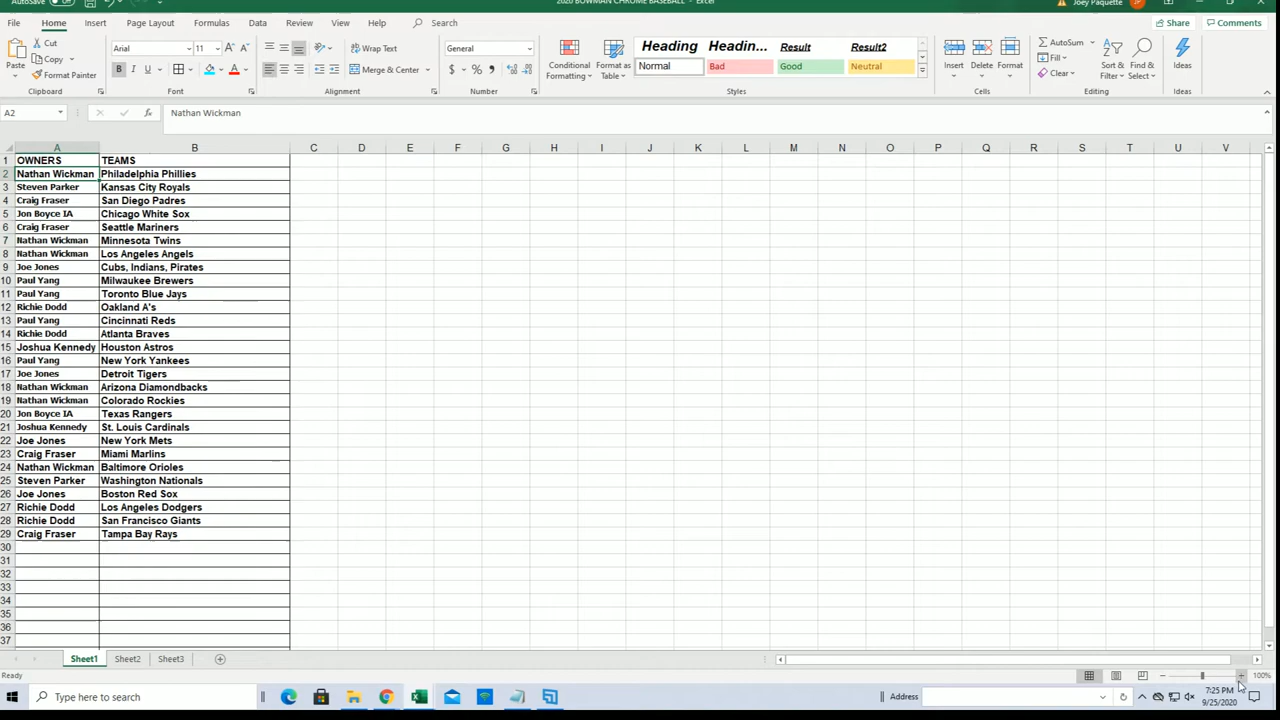 AutoSave Off 2020 BOWMAN CHROME BASEBALL - Excel Joey Paquette JP
File Home Insert Page Layout Formulas Data Review View Help Search Share Comments
Paste Cut Copy Format Painter Clipboard
Arial 11 Font
Wrap Text Merge & Center Alignment
General Number
Conditional Formatting Format as Table
Heading Headin... Result Result2
Normal Bad Good Neutral
Styles
Insert Delete Format Cells
AutoSum Fill Clear Sort & Filter Find & Select Editing
Ideas Ideas
A2 fx Nathan Wickman
A B C D E F G H I J K L M N O P Q R S T U V
1 OWNERS TEAMS
2 Nathan Wickman Philadelphia Phillies
3 Steven Parker Kansas City Royals
4 Craig Fraser San Diego Padres
5 Jon Boyce IA Chicago White Sox
6 Craig Fraser Seattle Mariners
7 Nathan Wickman Minnesota Twins
8 Nathan Wickman Los Angeles Angels
9 Joe Jones Cubs, Indians, Pirates
10 Paul Yang Milwaukee Brewers
11 Paul Yang Toronto Blue Jays
12 Richie Dodd Oakland A's
13 Paul Yang Cincinnati Reds
14 Richie Dodd Atlanta Braves
15 Joshua Kennedy Houston Astros
16 Paul Yang New York Yankees
17 Joe Jones Detroit Tigers
18 Nathan Wickman Arizona Diamondbacks
19 Nathan Wickman Colorado Rockies
20 Jon Boyce IA Texas Rangers
21 Joshua Kennedy St. Louis Cardinals
22 Joe Jones New York Mets
23 Craig Fraser Miami Marlins
24 Nathan Wickman Baltimore Orioles
25 Steven Parker Washington Nationals
26 Joe Jones Boston Red Sox
27 Richie Dodd Los Angeles Dodgers
28 Richie Dodd San Francisco Giants
29 Craig Fraser Tampa Bay Rays
30
31
32
33
34
35
36
37
Sheet1 Sheet2 Sheet3
Ready 100%
Type here to search Address 7:25 PM
9/25/2020